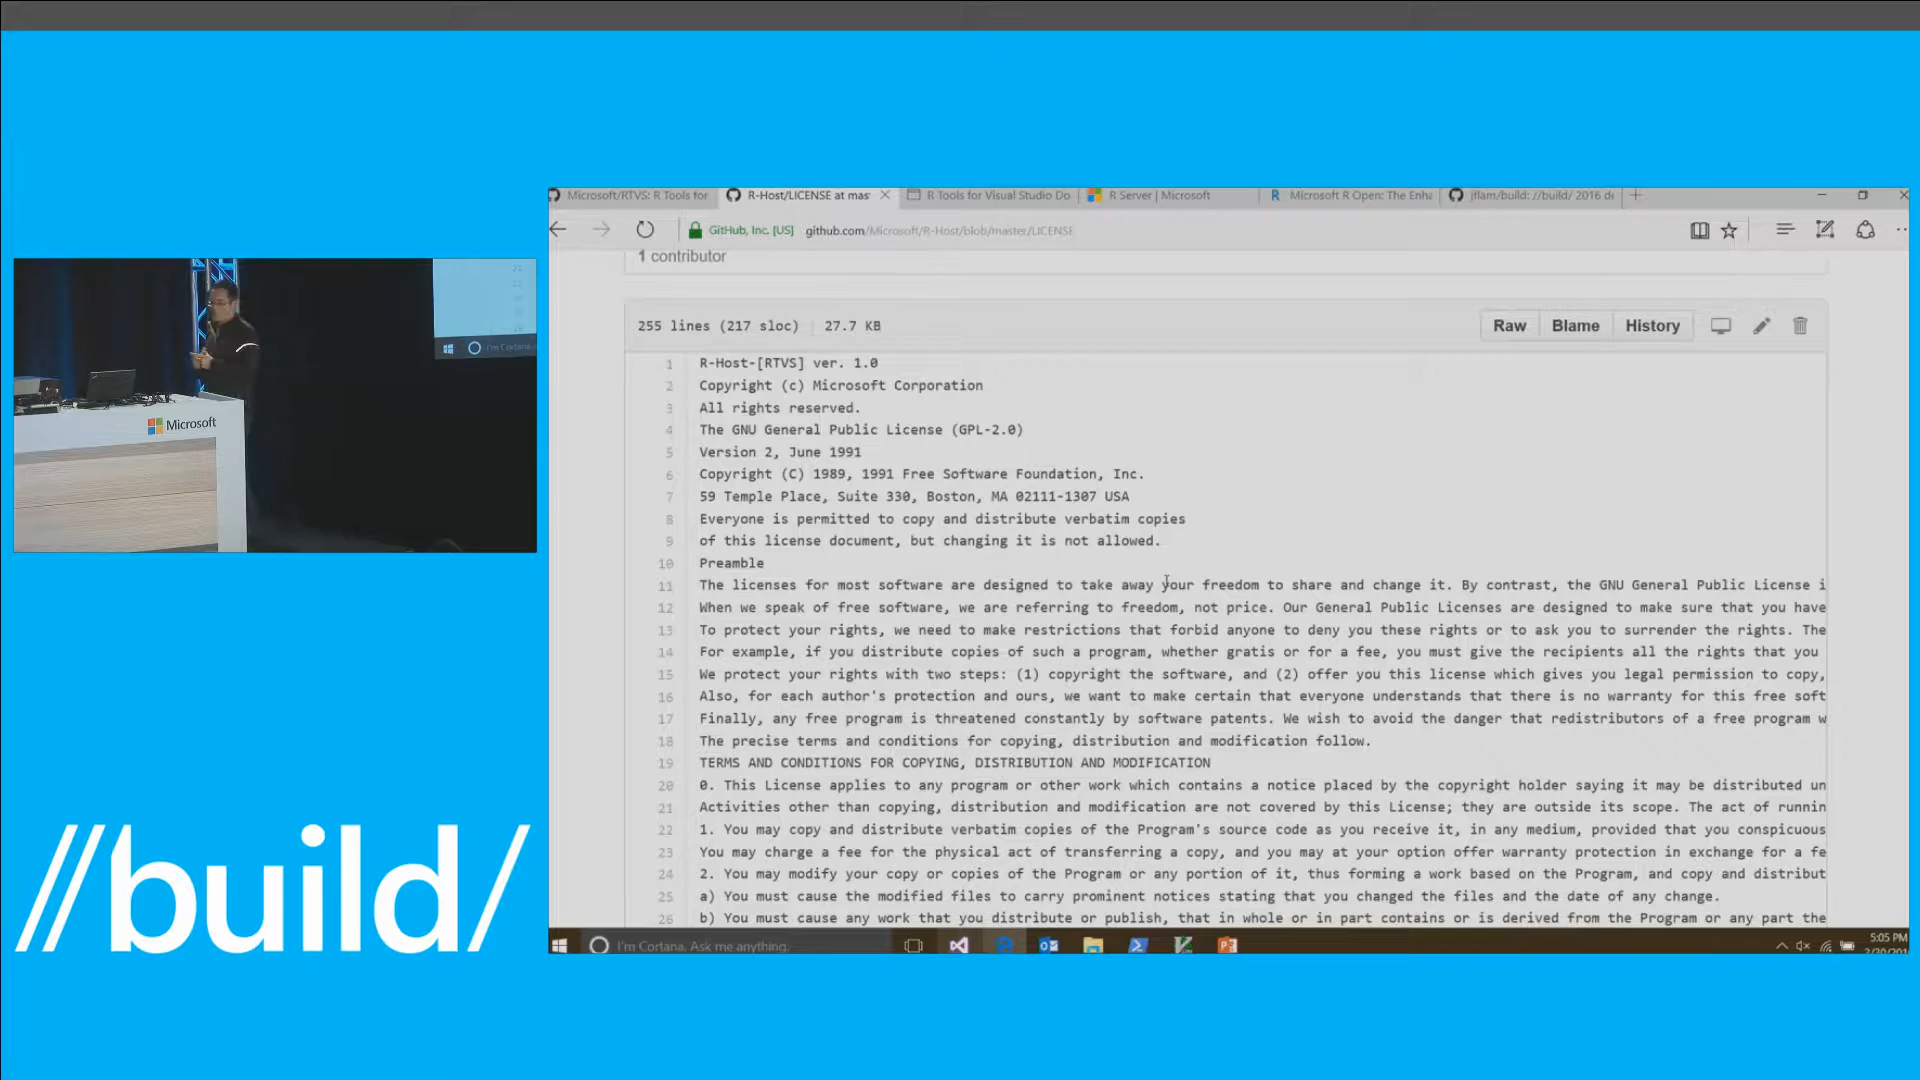 Microsoft/RTVS: R Tools for
R-Host/LICENSE at mas
R Tools for Visual Studio Do
R Server | Microsoft
Microsoft R Open: The Enha
jflam/build: //build/ 2016 de
GitHub, Inc. [US]
github.com/Microsoft/R-Host/blob/master/LICENSE
1 contributor
255 lines (217 sloc)
27.7 KB
Raw
Blame
History
1 R-Host-[RTVS] ver. 1.0
2 Copyright (c) Microsoft Corporation
3 All rights reserved.
4 The GNU General Public License (GPL-2.0)
5 Version 2, June 1991
6 Copyright (C) 1989, 1991 Free Software Foundation, Inc.
7 59 Temple Place, Suite 330, Boston, MA 02111-1307 USA
8 Everyone is permitted to copy and distribute verbatim copies
9 of this license document, but changing it is not allowed.
10 Preamble
11 The licenses for most software are designed to take away your freedom to share and change it. By contrast, the GNU General Public License i
12 When we speak of free software, we are referring to freedom, not price. Our General Public Licenses are designed to make sure that you have
13 To protect your rights, we need to make restrictions that forbid anyone to deny you these rights or to ask you to surrender the rights. The
14 For example, if you distribute copies of such a program, whether gratis or for a fee, you must give the recipients all the rights that you
15 We protect your rights with two steps: (1) copyright the software, and (2) offer you this license which gives you legal permission to copy,
16 Also, for each author's protection and ours, we want to make certain that everyone understands that there is no warranty for this free soft
17 Finally, any free program is threatened constantly by software patents. We wish to avoid the danger that redistributors of a free program w
18 The precise terms and conditions for copying, distribution and modification follow.
19 TERMS AND CONDITIONS FOR COPYING, DISTRIBUTION AND MODIFICATION
20 0. This License applies to any program or other work which contains a notice placed by the copyright holder saying it may be distributed un
21 Activities other than copying, distribution and modification are not covered by this License; they are outside its scope. The act of runnin
22 1. You may copy and distribute verbatim copies of the Program's source code as you receive it, in any medium, provided that you conspicuous
23 You may charge a fee for the physical act of transferring a copy, and you may at your option offer warranty protection in exchange for a fe
24 2. You may modify your copy or copies of the Program or any portion of it, thus forming a work based on the Program, and copy and distribut
25 a) You must cause the modified files to carry prominent notices stating that you changed the files and the date of any change.
26 b) You must cause any work that you distribute or publish, that in whole or in part contains or is derived from the Program or any part the
I'm Cortana. Ask me anything.
5:05 PM
I'm Cortana.
Microsoft
//build/